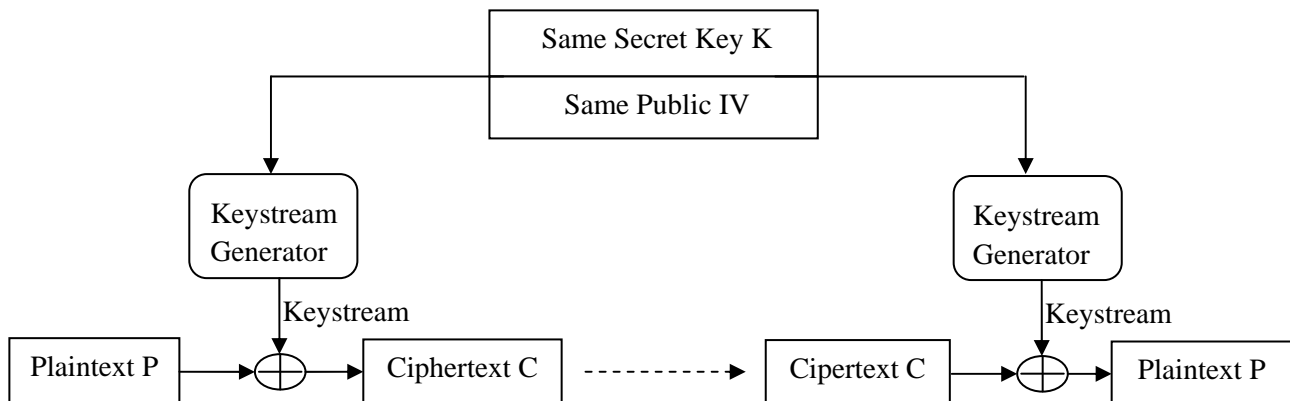 Same Secret Key K
Same Public IV
Keystream
Generator
Keystream
Generator
Keystream
Keystream
Plaintext P
Ciphertext C
Cipertext C
Plaintext P